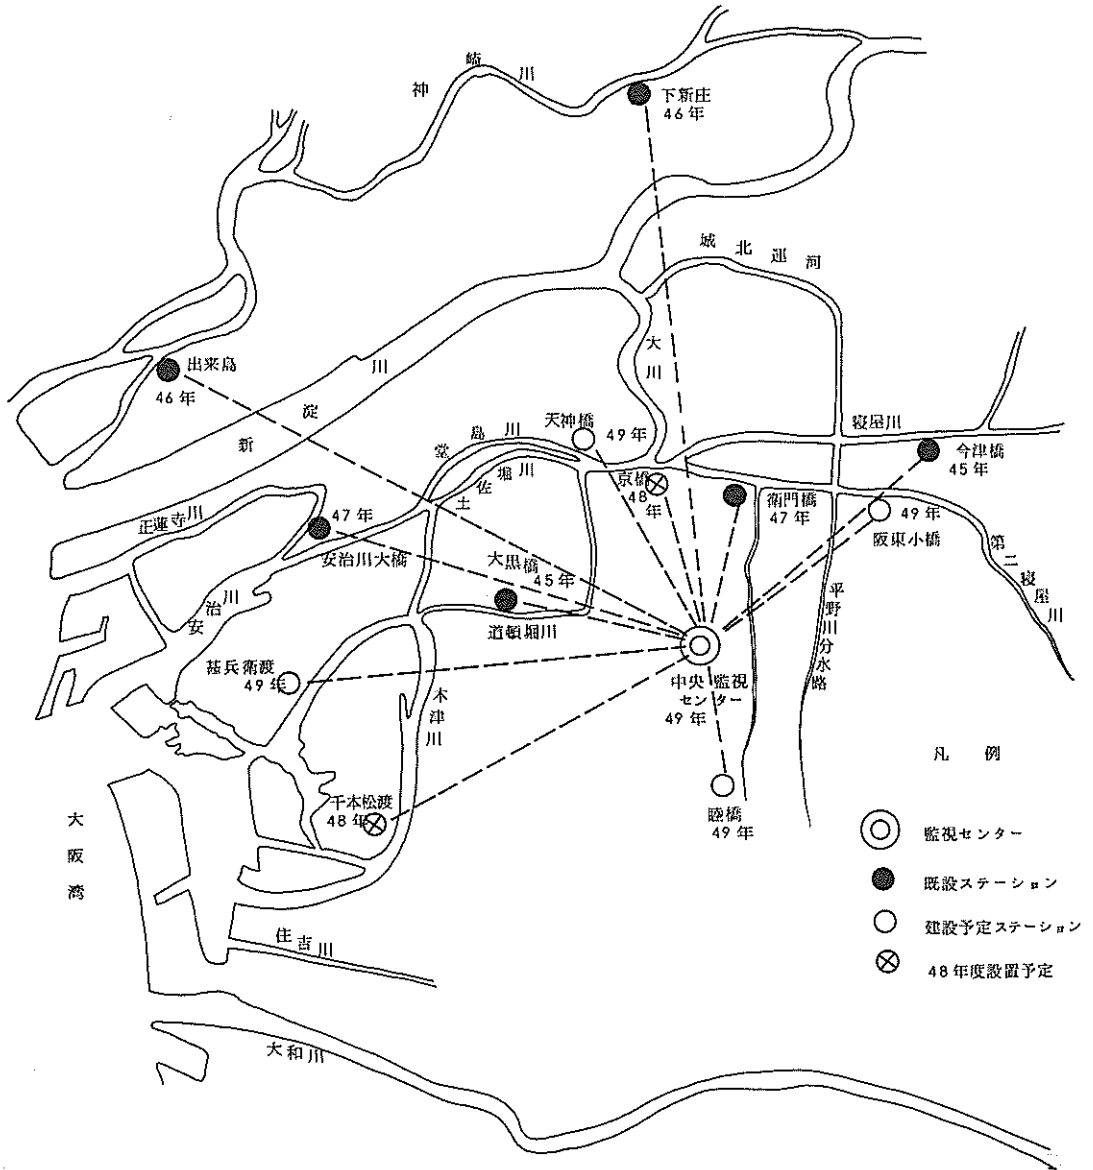 神崎川
下新庄
46年
城北運河
大川
出来島
46年
新淀川
天神橋
49年
堂島川
土佐堀川
寝屋川
今津橋
45年
京橋
48年
衛門橋
47年
49年
阪東小橋
第二寝屋川
正蓮寺川
47年
安治川大橋
大黒橋
45年
道頓堀川
安治川
平野川分水路
甚兵衛渡
49年
中央監視
センター
49年
木津川
千本松渡
48年
睦橋
49年
大阪湾
住吉川
大和川
凡例
監視センター
既設ステーション
建設予定ステーション
48年度設置予定